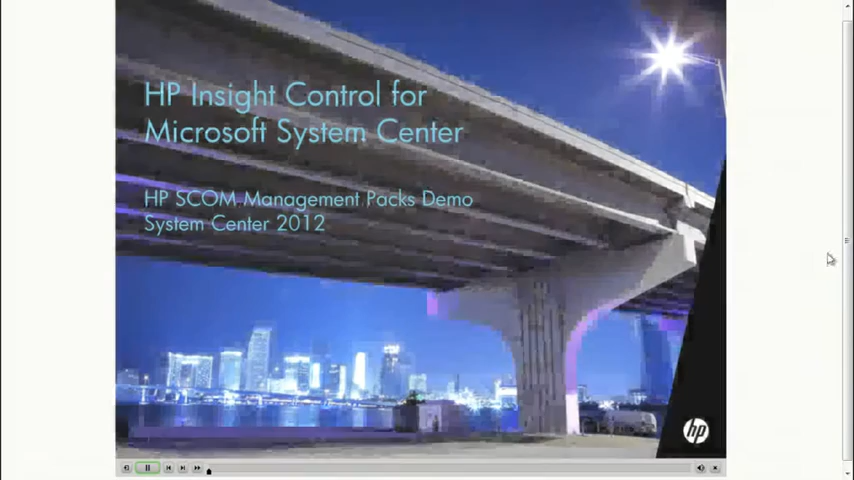 HP Insight Control for
Microsoft System Center
HP SCOM Management Packs Demo
System Center 2012
hp